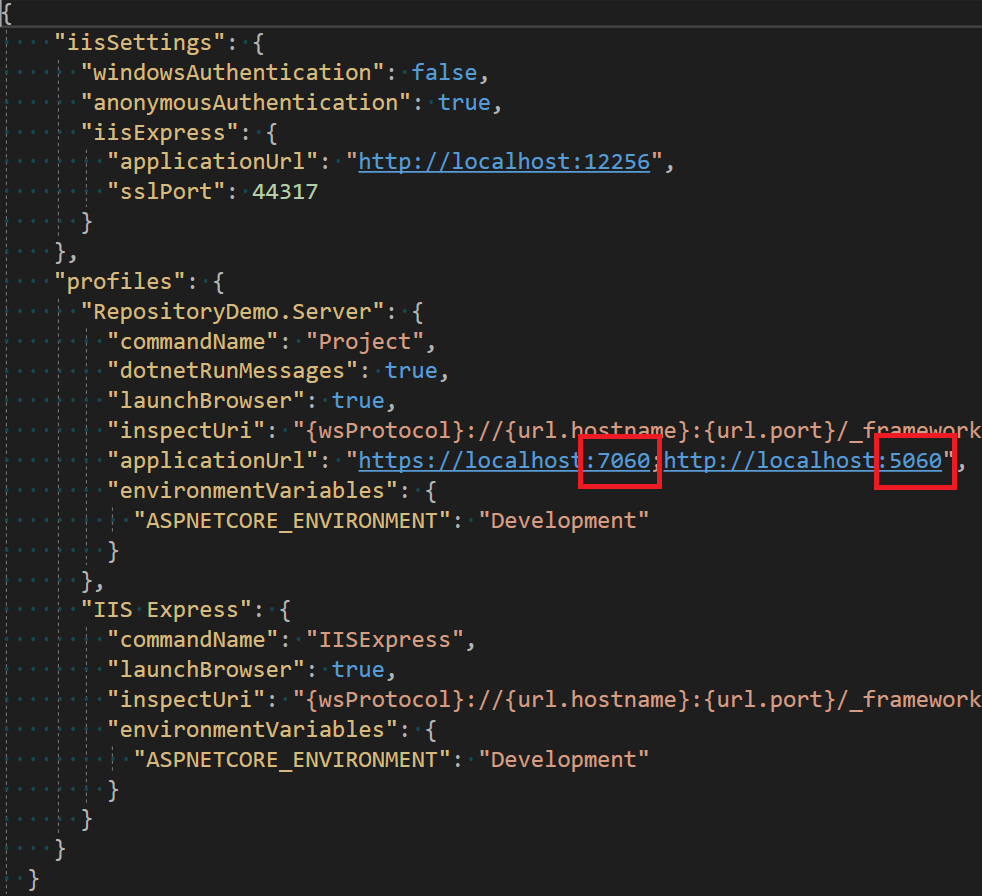 {
    "iisSettings": {
      "windowsAuthentication": false,
      "anonymousAuthentication": true,
      "iisExpress": {
        "applicationUrl": "http://localhost:12256",
        "sslPort": 44317
      }
    },
    "profiles": {
      "RepositoryDemo.Server": {
        "commandName": "Project",
        "dotnetRunMessages": true,
        "launchBrowser": true,
        "inspectUri": "{wsProtocol}://{url.hostname}:{url.port}/_framework
        "applicationUrl": "https://localhost:7060;http://localhost:5060",
        "environmentVariables": {
          "ASPNETCORE_ENVIRONMENT": "Development"
        }
      },
      "IIS Express": {
        "commandName": "IISExpress",
        "launchBrowser": true,
        "inspectUri": "{wsProtocol}://{url.hostname}:{url.port}/_framework
        "environmentVariables": {
          "ASPNETCORE_ENVIRONMENT": "Development"
        }
      }
    }
  }